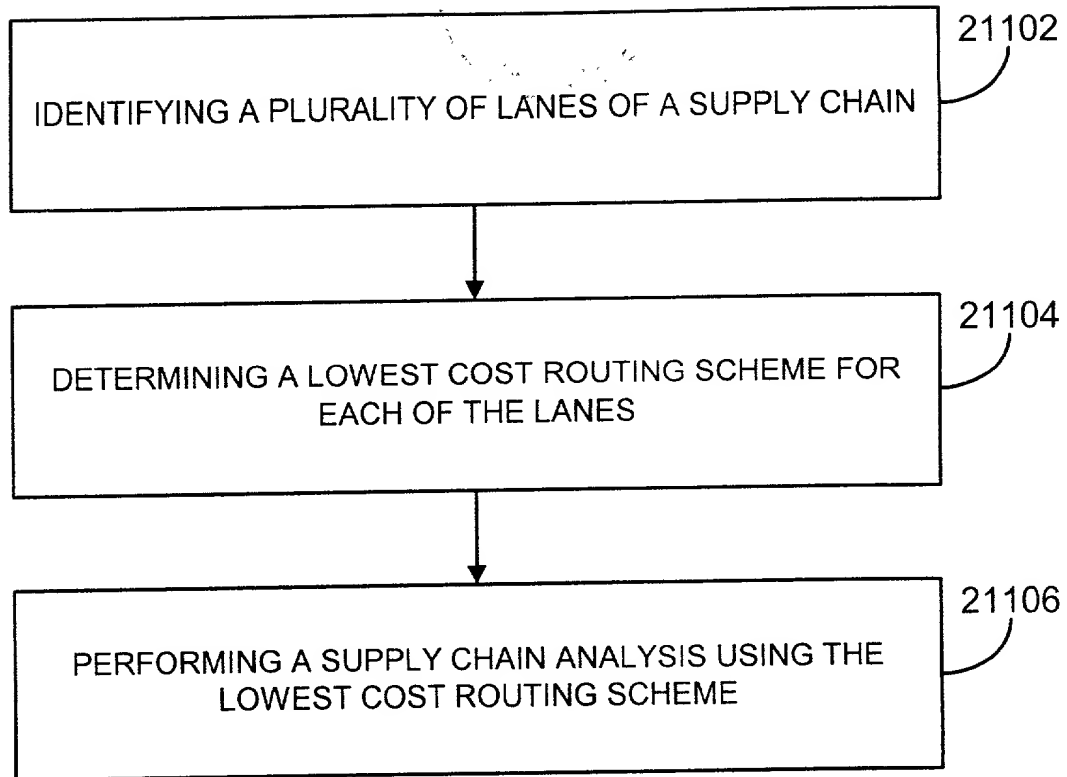 21102
IDENTIFYING A PLURALITY OF LANES OF A SUPPLY CHAIN
21104
DETERMINING A LOWEST COST ROUTING SCHEME FOR
EACH OF THE LANES
21106
PERFORMING A SUPPLY CHAIN ANALYSIS USING THE
LOWEST COST ROUTING SCHEME